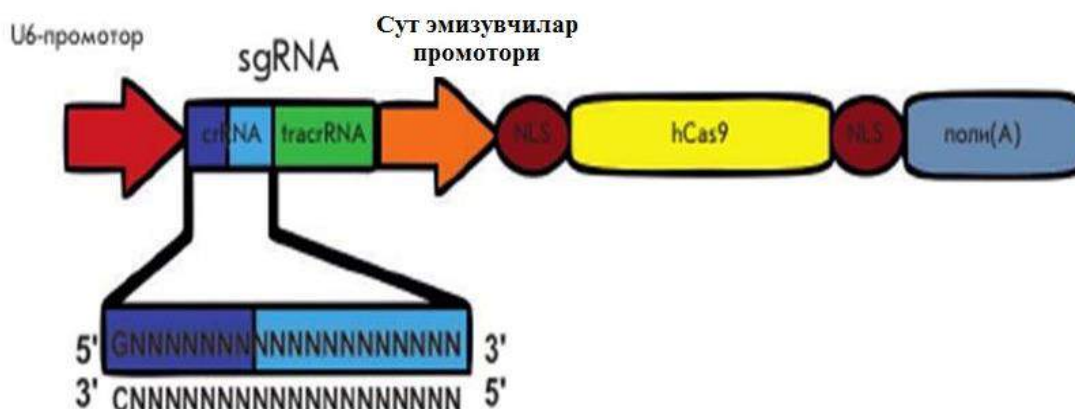 U6-промотор
sgRNA
Сут эмизувчилар
промотори
crRNA
tracrRNA
NLS
hCas9
NLS
поли(A)
5' GNNNNNNNNNNNNNNNNNNN 3'
3' CNNNNNNNNNNNNNNNNNNN 5'